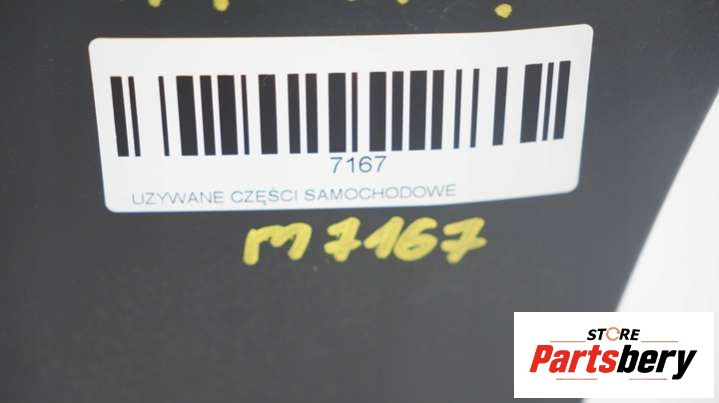 7167
UZYWANE CZĘŚCI SAMOCHODOWE
m 7167
STORE
Partsbery